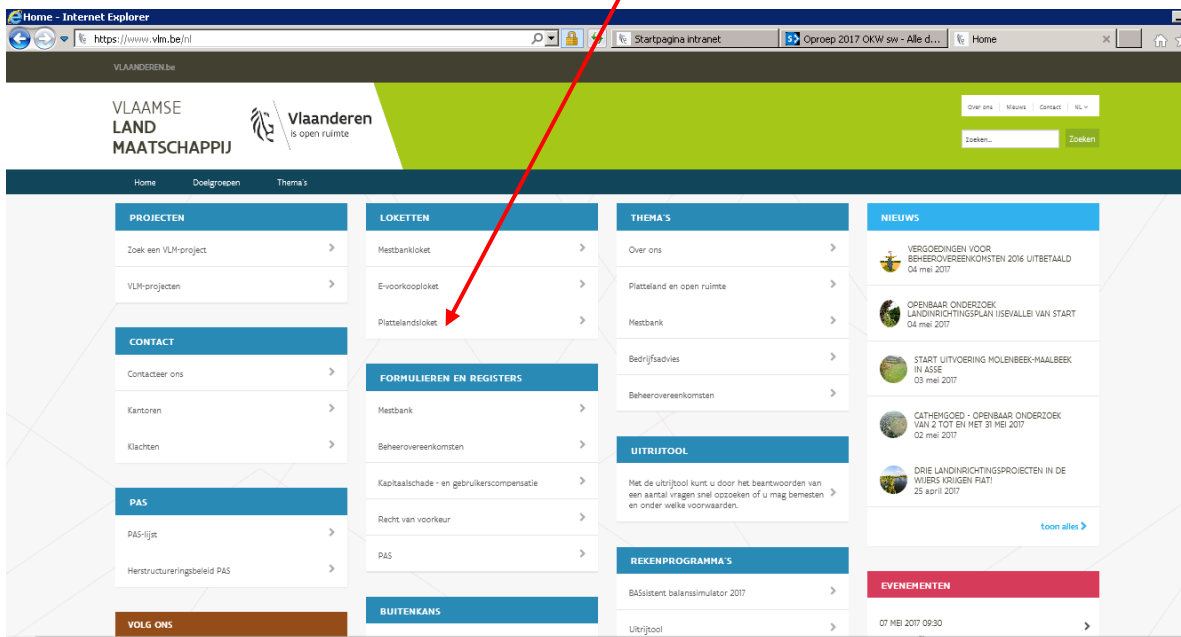 Home - Internet Explorer
https://www.vlm.be/nl
Startpagina intranet
Oproep 2017 OKW sw - Alle d...
Home
VLAANDEREN.be
VLAAMSE
LAND
MAATSCHAPPIJ
Vlaanderen
is open ruimte
Over ons
Nieuws
Contact
NL
Zoeken...
Zoeken
Home
Doelgroepen
Thema's
PROJECTEN
Zoek een VLM-project
VLM-projecten
CONTACT
Contacteer ons
Kantoren
Klachten
PAS
PAS-lijst
Herstructureringsbeleid PAS
VOLG ONS
LOKETTEN
Mestbankloket
E-voorkooploket
Plattelandsloket
FORMULIEREN EN REGISTERS
Mestbank
Beheerovereenkomsten
Kapitaalschade - en gebruikerscompensatie
Recht van voorkeur
PAS
BUITENKANS
THEMA'S
Over ons
Platteland en open ruimte
Mestbank
Bedrijfsadvies
Beheerovereenkomsten
UITRIJTOOL
Met de uitrijtool kunt u door het beantwoorden van
een aantal vragen snel opzoeken of u mag bemesten
en onder welke voorwaarden.
REKENPROGRAMMA'S
BASsistent balanssimulator 2017
Uitrijtool
NIEUWS
VERGOEDINGEN VOOR
BEHEEROVEREENKOMSTEN 2016 UITBETAALD
04 mei 2017
OPENBAAR ONDERZOEK
LANDINRICHTINGSPLAN IJSEVALLEI VAN START
04 mei 2017
START UITVOERING MOLENBEEK-MAALBEEK
IN ASSE
03 mei 2017
CATHEMGOED - OPENBAAR ONDERZOEK
VAN 2 TOT EN MET 31 MEI 2017
02 mei 2017
DRIE LANDINRICHTINGSPROJECTEN IN DE
WIJERS KRIJGEN FIAT!
25 april 2017
toon alles
EVENEMENTEN
07 MEI 2017 09:30